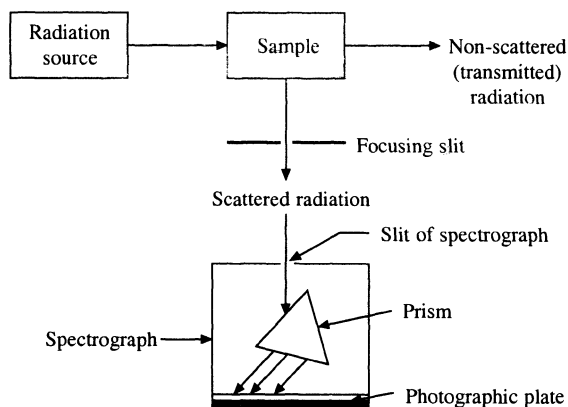 Radiation
source
Sample
Non-scattered
(transmitted)
radiation
Focusing slit
Scattered radiation
Slit of spectrograph
Prism
Spectrograph
Photographic plate